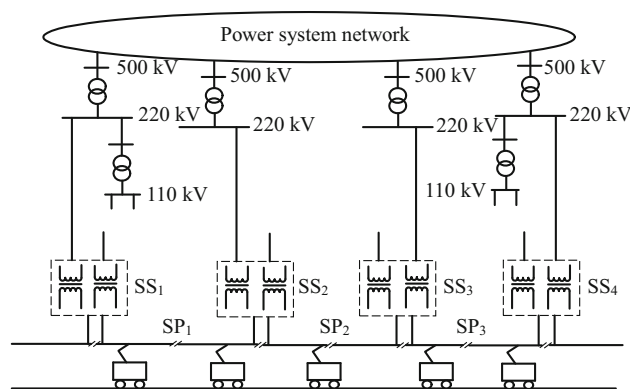 Power system network
500 kV
500 kV
500 kV
500 kV
220 kV
220 kV
220 kV
220 kV
110 kV
110 kV
SS1
SS2
SS3
SS4
SP1
SP2
SP3